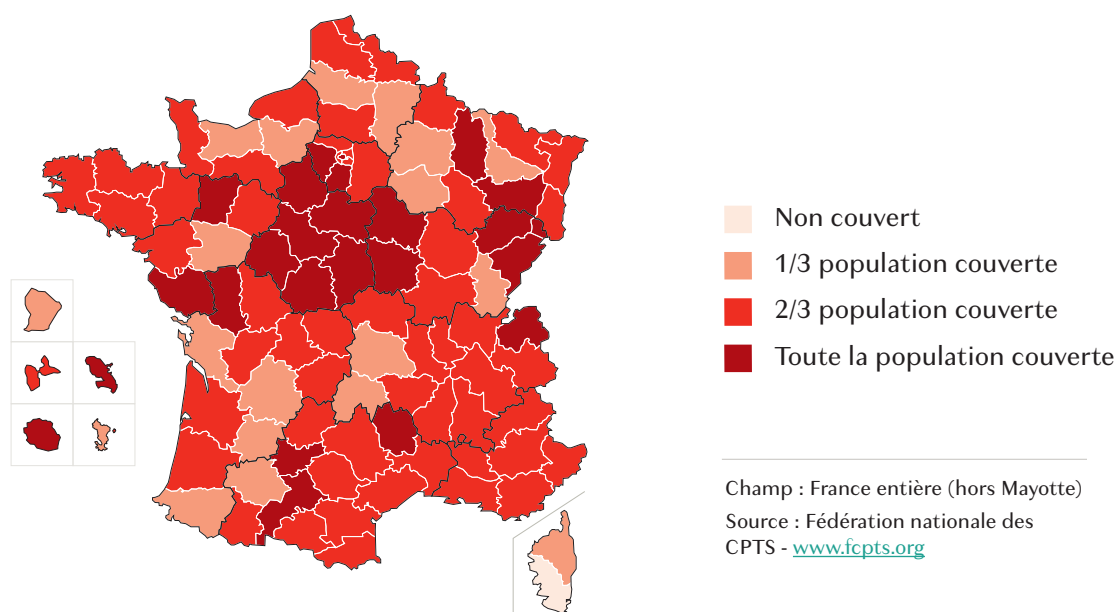 Non couvert
1/3 population couverte
2/3 population couverte
Toute la population couverte
Champ : France entière (hors Mayotte)
Source : Fédération nationale des
CPTS - www.fcpts.org